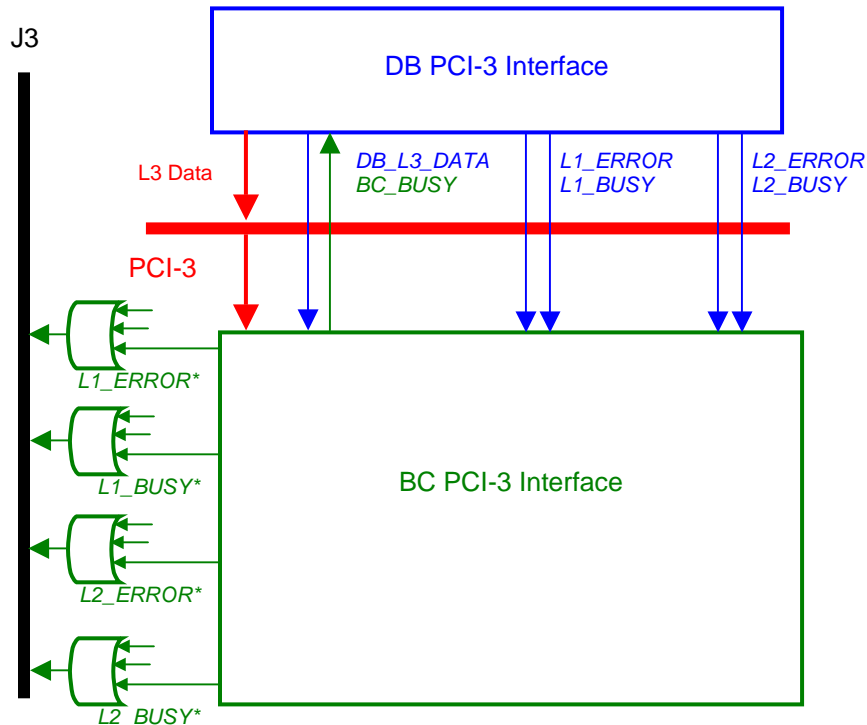 J3
DB PCI-3 Interface
L3 Data
DB_L3_DATA
BC_BUSY
L1_ERROR
L1_BUSY
L2_ERROR
L2_BUSY
PCI-3
L1_ERROR*
L1_BUSY*
BC PCI-3 Interface
L2_ERROR*
L2_BUSY*